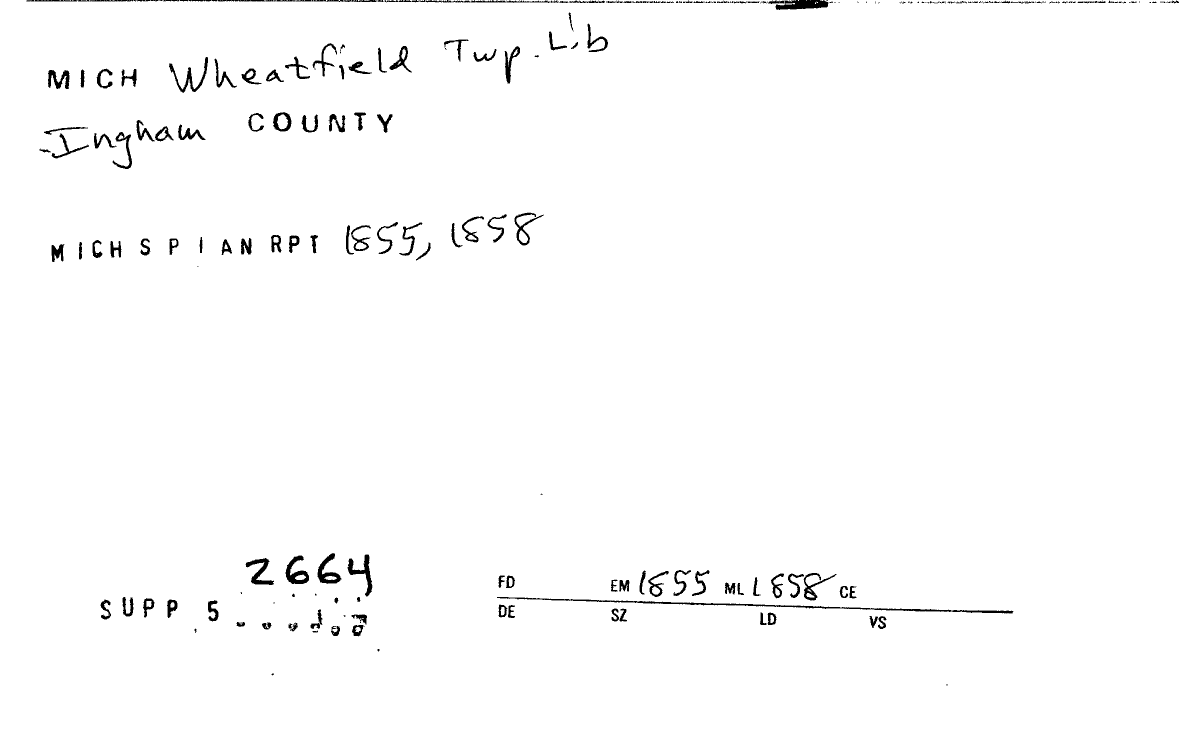 MICH Wheatfield Twp. Lib
Ingham COUNTY
MICH S P I AN RPT 1855, 1858
2664
SUPP 5
FD EM 1855 ML 1858 CE
DE SZ LD VS